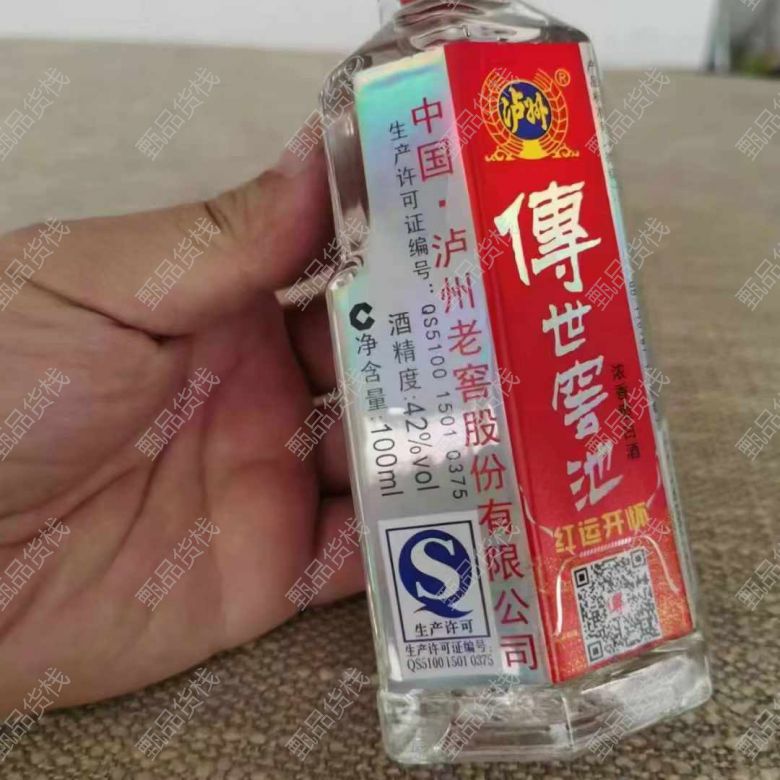 泸州
®
傳世窖池
浓香型白酒
红运开怀
中国·泸州老窖股份有限公司
生产许可证编号：QS5100 1501 0375
酒精度：42%vol
净含量：100ml
生产许可
生产许可证编号：
QS5100 1501 0375
甄品货栈